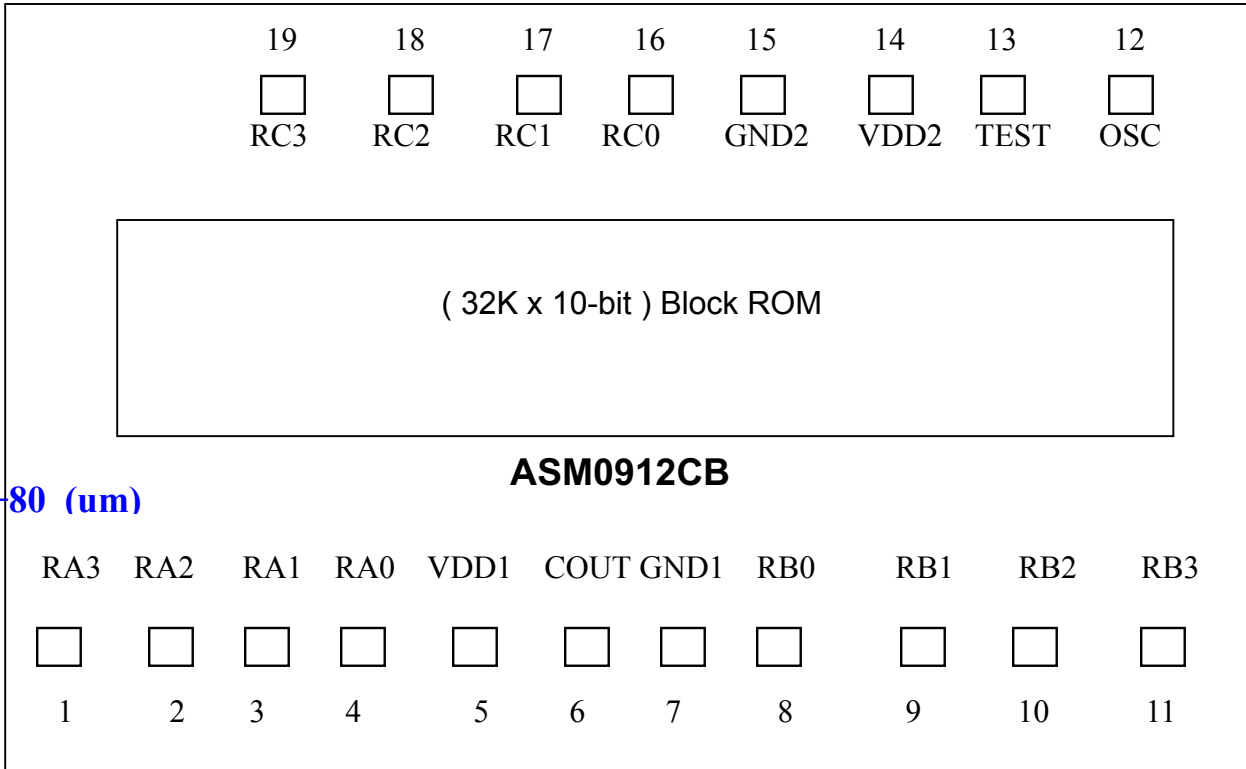 19 18 17 16 15 14 13 12
RC3 RC2 RC1 RC0 GND2 VDD2 TEST OSC
( 32K x 10-bit ) Block ROM
ASM0912CB
80 (um)
RA3 RA2 RA1 RA0 VDD1 COUT GND1 RB0 RB1 RB2 RB3
1 2 3 4 5 6 7 8 9 10 11